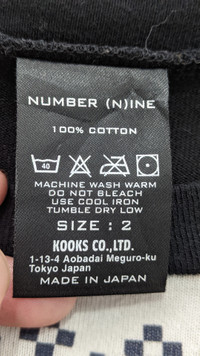 NUMBER (N)INE
100% COTTON
40
MACHINE WASH WARM
DO NOT BLEACH
USE COOL IRON
TUMBLE DRY LOW
SIZE : 2
KOOKS CO.,LTD.
1-13-4 Aobadai Meguro-ku
Tokyo Japan
MADE IN JAPAN